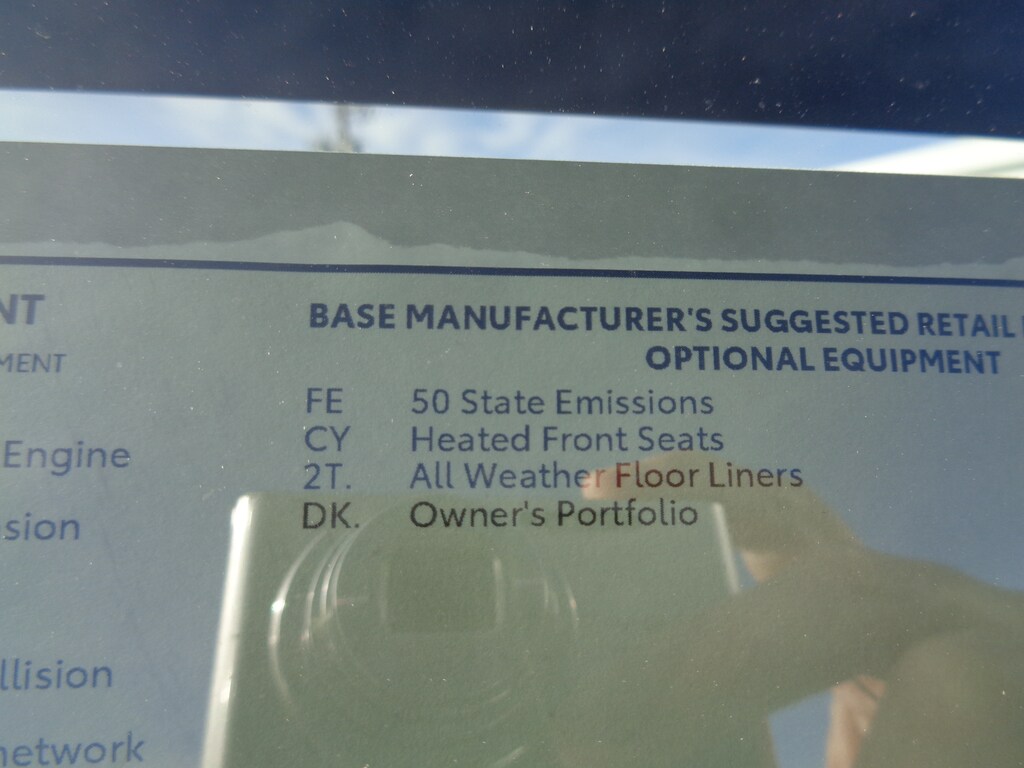 NT
BASE MANUFACTURER'S SUGGESTED RETAIL
MENT
OPTIONAL EQUIPMENT
FE 50 State Emissions
CY Heated Front Seats
Engine
2T. All Weather Floor Liners
sion
DK. Owner's Portfolio
llision
network